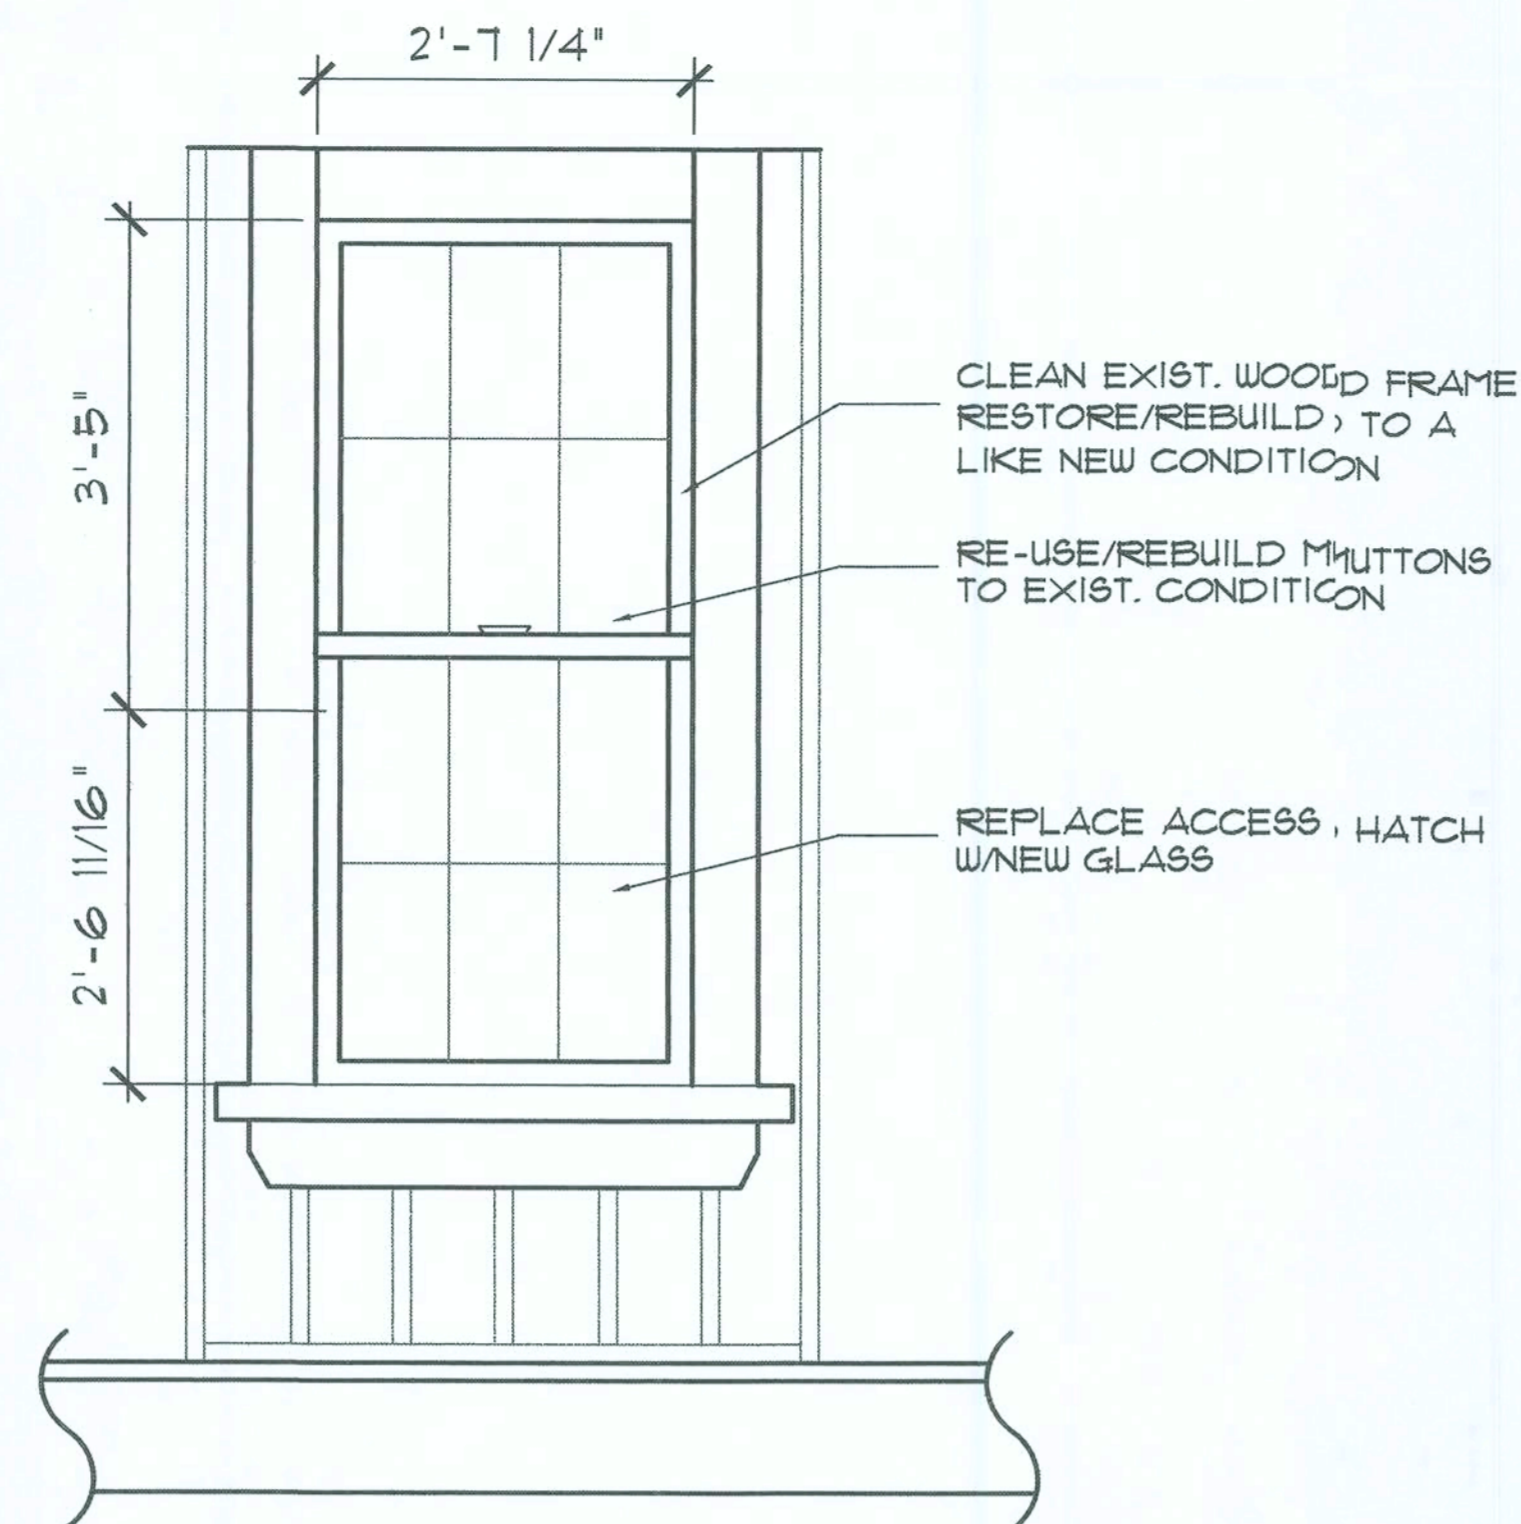 2'-7 1/4"
3'-5"
2'-6 11/16"
CLEAN EXIST. WOOD FRAME
RESTORE/REBUILD, TO A
LIKE NEW CONDITION
RE-USE/REBUILD MUTTONS
TO EXIST. CONDITION
REPLACE ACCESS, HATCH
W/NEW GLASS